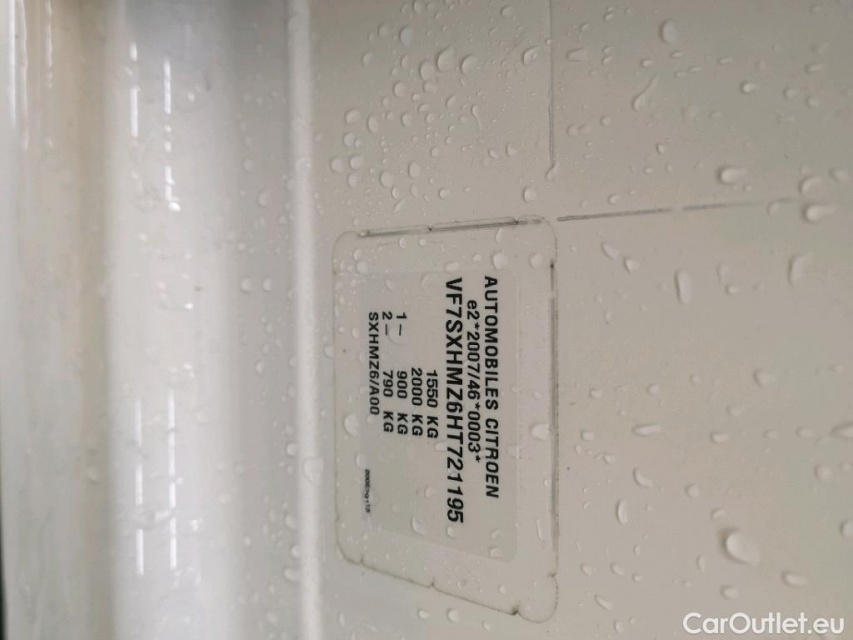 AUTOMOBILES CITROEN
e2*2007/46*0003*
VF7SXHMZ6HT721195
1550 KG
2000 KG
1– 900 KG
2– 790 KG
SXHMZ6/A00
CarOutlet.eu